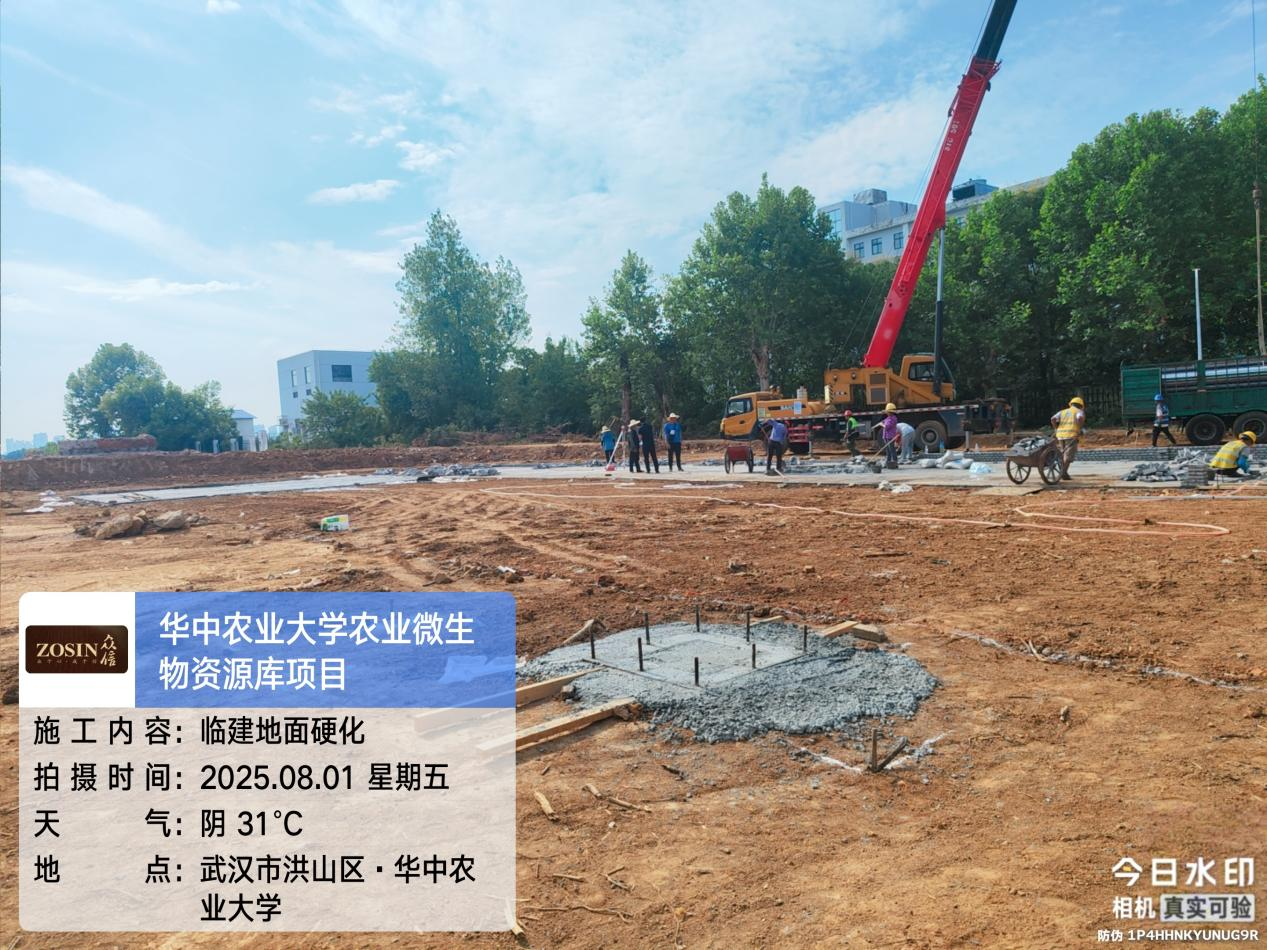 ZOSIN 众信
华中农业大学农业微生
物资源库项目
施工内容：临建地面硬化
拍摄时间：2025.08.01 星期五
天气：阴 31℃
地点：武汉市洪山区·华中农
业大学
今日水印
相机 真实可验
防伪 1P4HHNKYUNUG9R